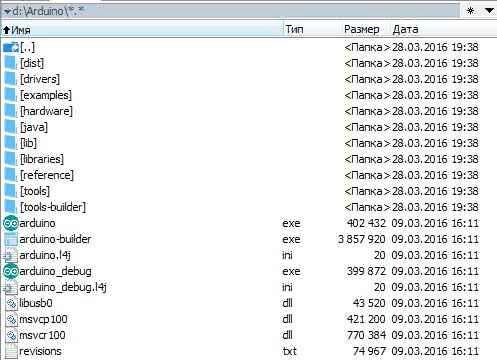 d:\Arduino\*.*
Имя Тип Размер Дата
[..] <Папка> 28.03.2016 19:38
[dist] <Папка> 28.03.2016 19:38
[drivers] <Папка> 28.03.2016 19:38
[examples] <Папка> 28.03.2016 19:38
[hardware] <Папка> 28.03.2016 19:38
[java] <Папка> 28.03.2016 19:38
[lib] <Папка> 28.03.2016 19:38
[libraries] <Папка> 28.03.2016 19:38
[reference] <Папка> 28.03.2016 19:38
[tools] <Папка> 28.03.2016 19:38
[tools-builder] <Папка> 28.03.2016 19:38
arduino exe 402 432 09.03.2016 16:11
arduino-builder exe 3 857 920 09.03.2016 16:11
arduino.l4j ini 20 09.03.2016 16:11
arduino_debug exe 399 872 09.03.2016 16:11
arduino_debug.l4j ini 20 09.03.2016 16:11
libusb0 dll 43 520 09.03.2016 16:11
msvcp100 dll 421 200 09.03.2016 16:11
msvcr100 dll 770 384 09.03.2016 16:11
revisions txt 74 967 09.03.2016 16:11